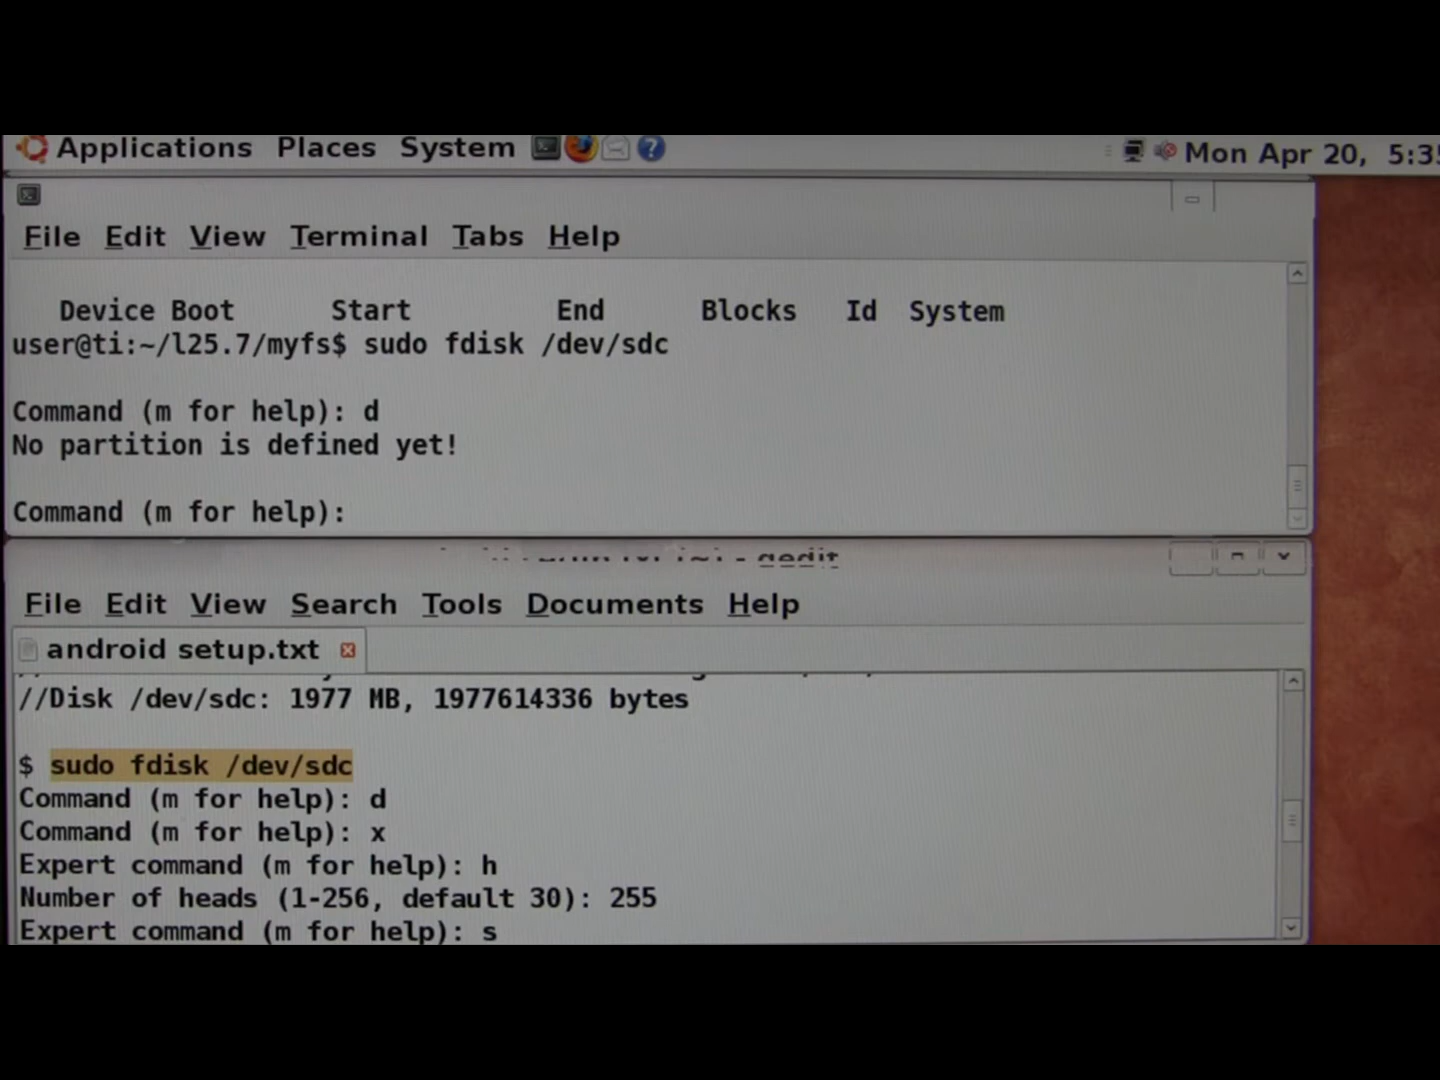 Applications Places System Mon Apr 20, 5:35
File Edit View Terminal Tabs Help
Device Boot Start End Blocks Id System
user@ti:~/l25.7/myfs$ sudo fdisk /dev/sdc
Command (m for help): d
No partition is defined yet!
Command (m for help):
- gedit
File Edit View Search Tools Documents Help
android setup.txt
//Disk /dev/sdc: 1977 MB, 1977614336 bytes
$ sudo fdisk /dev/sdc
Command (m for help): d
Command (m for help): x
Expert command (m for help): h
Number of heads (1-256, default 30): 255
Expert command (m for help): s